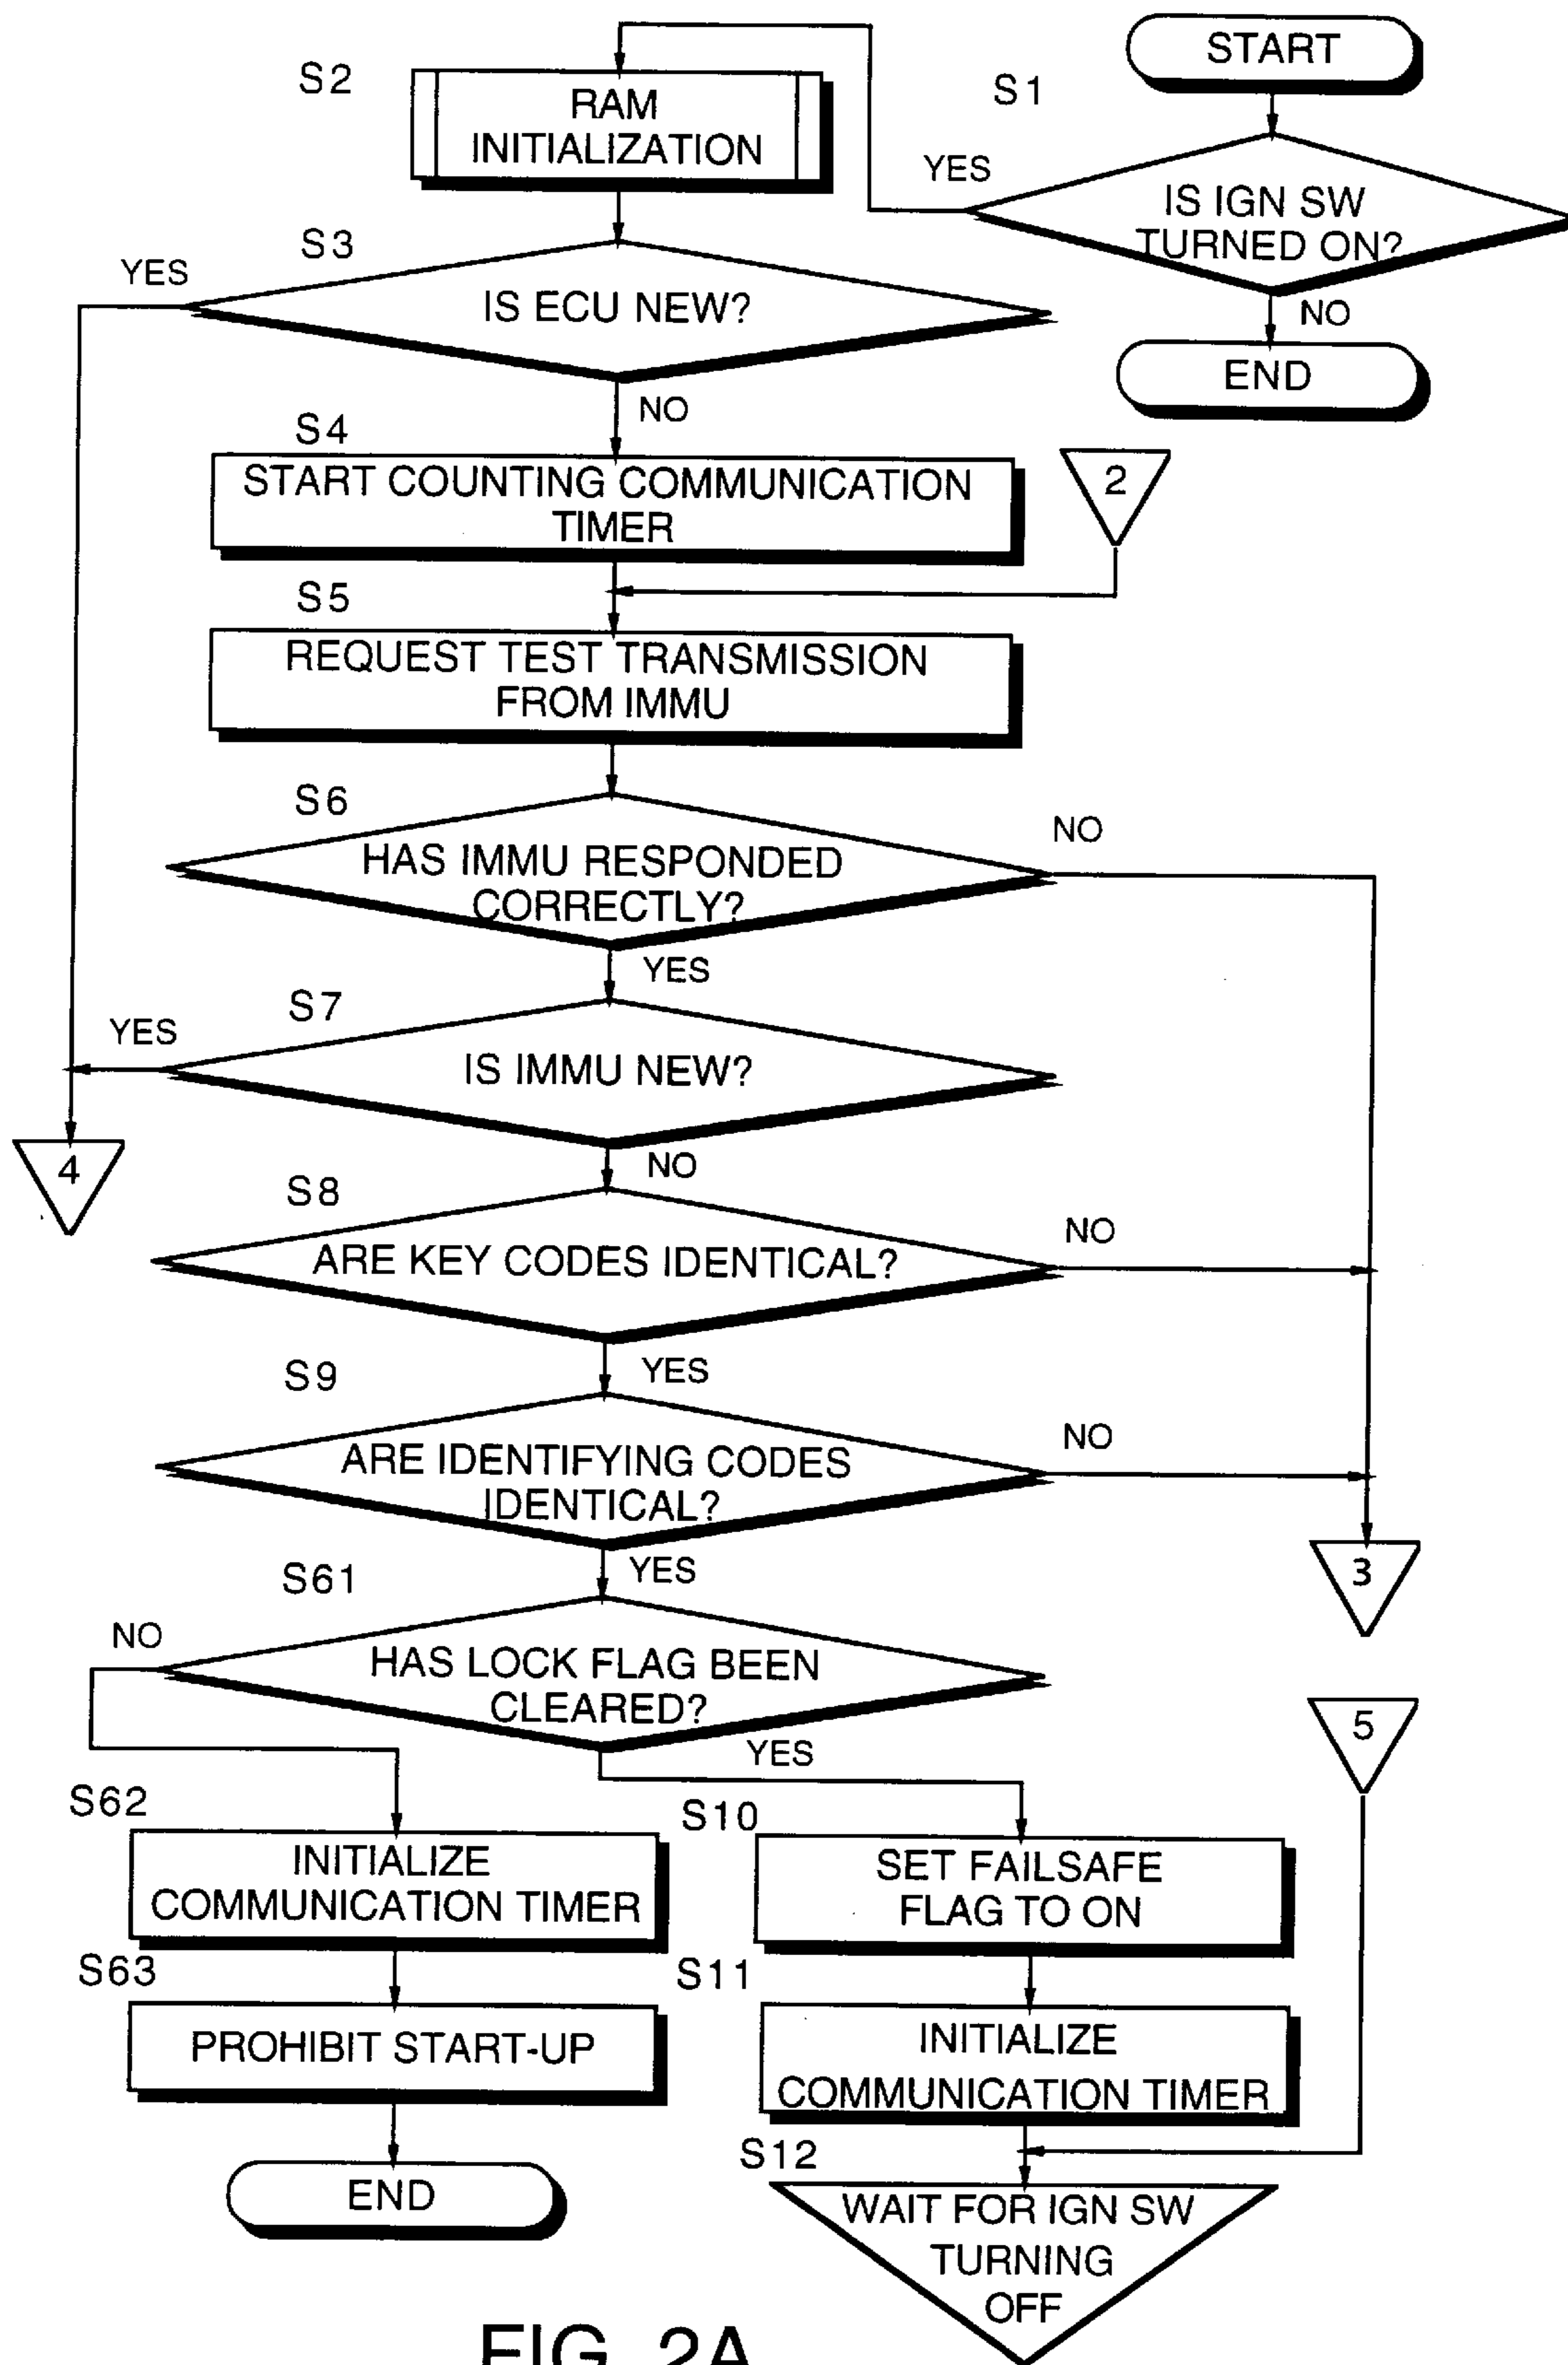 START
S1
IS IGN SW
TURNED ON?
YES
NO
END
S2
RAM
INITIALIZATION
S3
YES
IS ECU NEW?
NO
S4
START COUNTING COMMUNICATION
TIMER
2
S5
REQUEST TEST TRANSMISSION
FROM IMMU
S6
HAS IMMU RESPONDED
CORRECTLY?
NO
YES
S7
YES
IS IMMU NEW?
NO
4
S8
ARE KEY CODES IDENTICAL?
NO
YES
S9
ARE IDENTIFYING CODES
IDENTICAL?
NO
YES
3
S61
NO
HAS LOCK FLAG BEEN
CLEARED?
YES
5
S62
INITIALIZE
COMMUNICATION TIMER
S63
PROHIBIT START-UP
END
S10
SET FAILSAFE
FLAG TO ON
S11
INITIALIZE
COMMUNICATION TIMER
S12
WAIT FOR IGN SW
TURNING
OFF
FIG. 2A